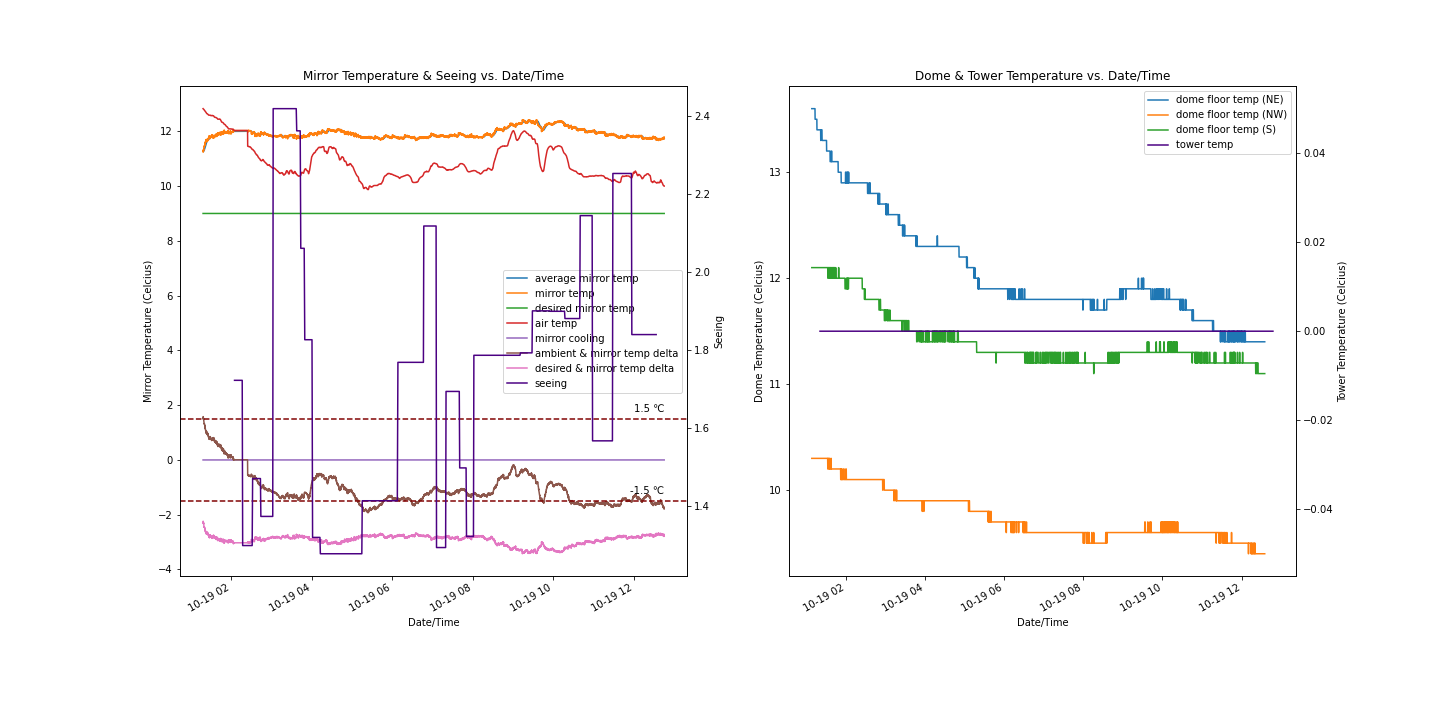 Mirror Temperature & Seeing vs. Date/Time
Mirror Temperature (Celcius)
12
10
8
6
4
2
0
−2
−4
2.4
2.2
2.0
1.8
1.6
1.4
Seeing
average mirror temp
mirror temp
desired mirror temp
air temp
mirror cooling
ambient & mirror temp delta
desired & mirror temp delta
seeing
1.5 °C
-1.5 °C
10-19 02
10-19 04
10-19 06
10-19 08
10-19 10
10-19 12
Date/Time
Dome & Tower Temperature vs. Date/Time
Dome Temperature (Celcius)
13
12
11
10
dome floor temp (NE)
dome floor temp (NW)
dome floor temp (S)
tower temp
0.04
0.02
0.00
−0.02
−0.04
Tower Temperature (Celcius)
10-19 02
10-19 04
10-19 06
10-19 08
10-19 10
10-19 12
Date/Time